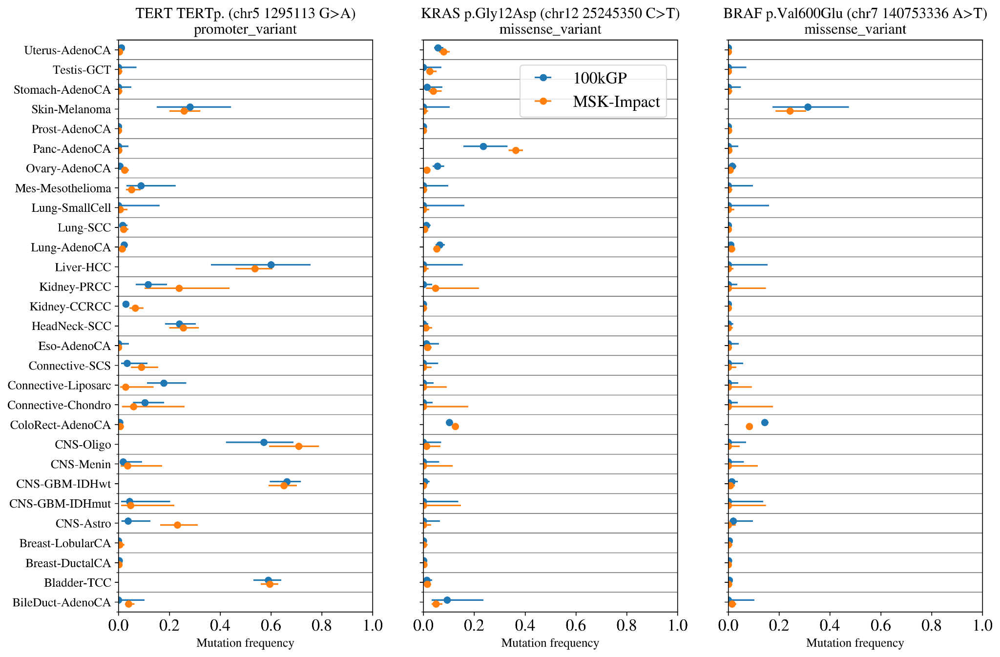 TERT TERTp. (chr5 1295113 G>A)
promoter_variant
KRAS p.Gly12Asp (chr12 25245350 C>T)
missense_variant
BRAF p.Val600Glu (chr7 140753336 A>T)
missense_variant
Uterus-AdenoCA
Testis-GCT
Stomach-AdenoCA
Skin-Melanoma
Prost-AdenoCA
Panc-AdenoCA
Ovary-AdenoCA
Mes-Mesothelioma
Lung-SmallCell
Lung-SCC
Lung-AdenoCA
Liver-HCC
Kidney-PRCC
Kidney-CCRCC
HeadNeck-SCC
Eso-AdenoCA
Connective-SCS
Connective-Liposarc
Connective-Chondro
ColoRect-AdenoCA
CNS-Oligo
CNS-Menin
CNS-GBM-IDHwt
CNS-GBM-IDHmut
CNS-Astro
Breast-LobularCA
Breast-DuctalCA
Bladder-TCC
BileDuct-AdenoCA
100kGP
MSK-Impact
0.0 0.2 0.4 0.6 0.8 1.0
Mutation frequency
0.0 0.2 0.4 0.6 0.8 1.0
Mutation frequency
0.0 0.2 0.4 0.6 0.8 1.0
Mutation frequency